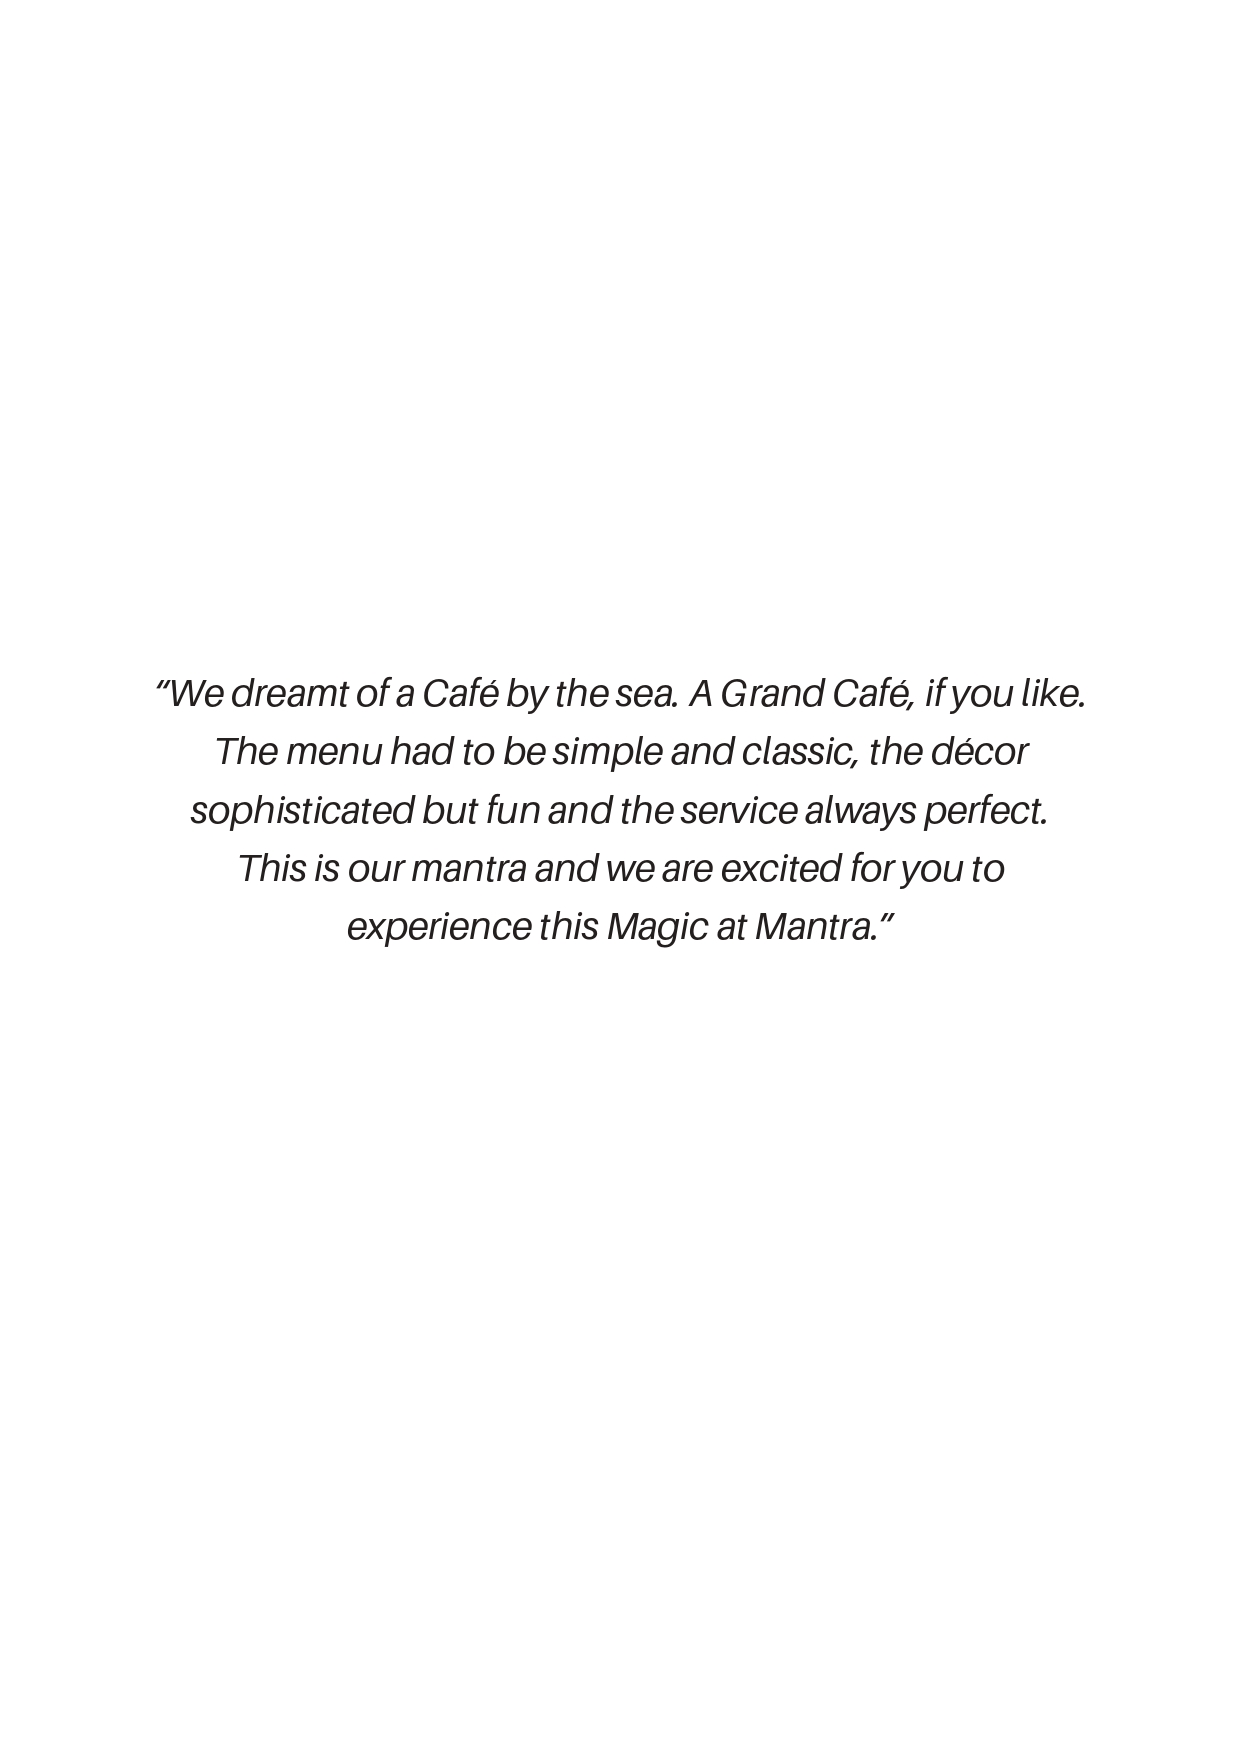 “We dreamt of a Café by the sea. A Grand Café, if you like.
The menu had to be simple and classic, the décor
sophisticated but fun and the service always perfect.
This is our mantra and we are excited for you to
experience this Magic at Mantra.”